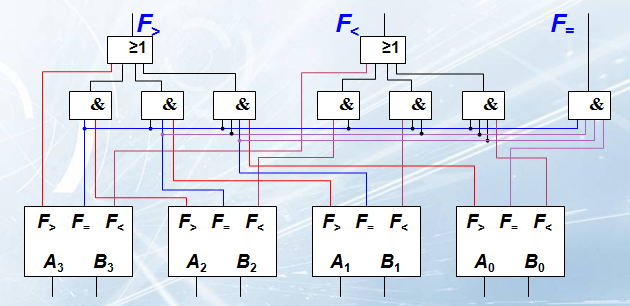 F> F< F=
≥1 ≥1
& & & & & & &
F> F= F< F> F= F< F> F= F< F> F= F<
A3 B3 A2 B2 A1 B1 A0 B0